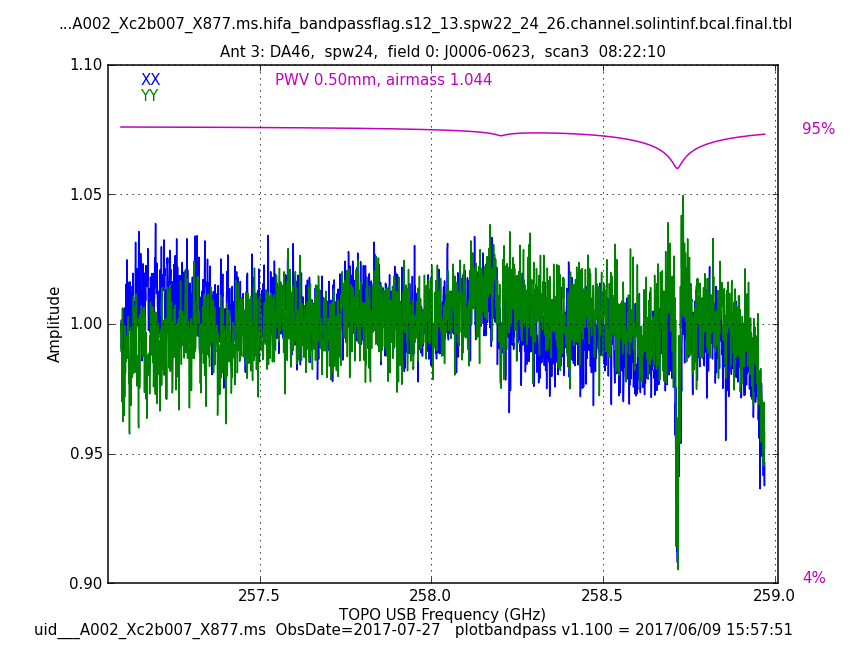 ...A002_Xc2b007_X877.ms.hifa_bandpassflag.s12_13.spw22_24_26.channel.solintinf.bcal.final.tbl
Ant 3: DA46,  spw24,  field 0: J0006-0623,  scan3  08:22:10
1.10
XX
PWV 0.50mm, airmass 1.044
YY
95%
1.05
1.00
Amplitude
0.95
4%
0.90
257.5
258.0
258.5
259.0
TOPO USB Frequency (GHz)
uid___A002_Xc2b007_X877.ms  ObsDate=2017-07-27   plotbandpass v1.100 = 2017/06/09 15:57:51